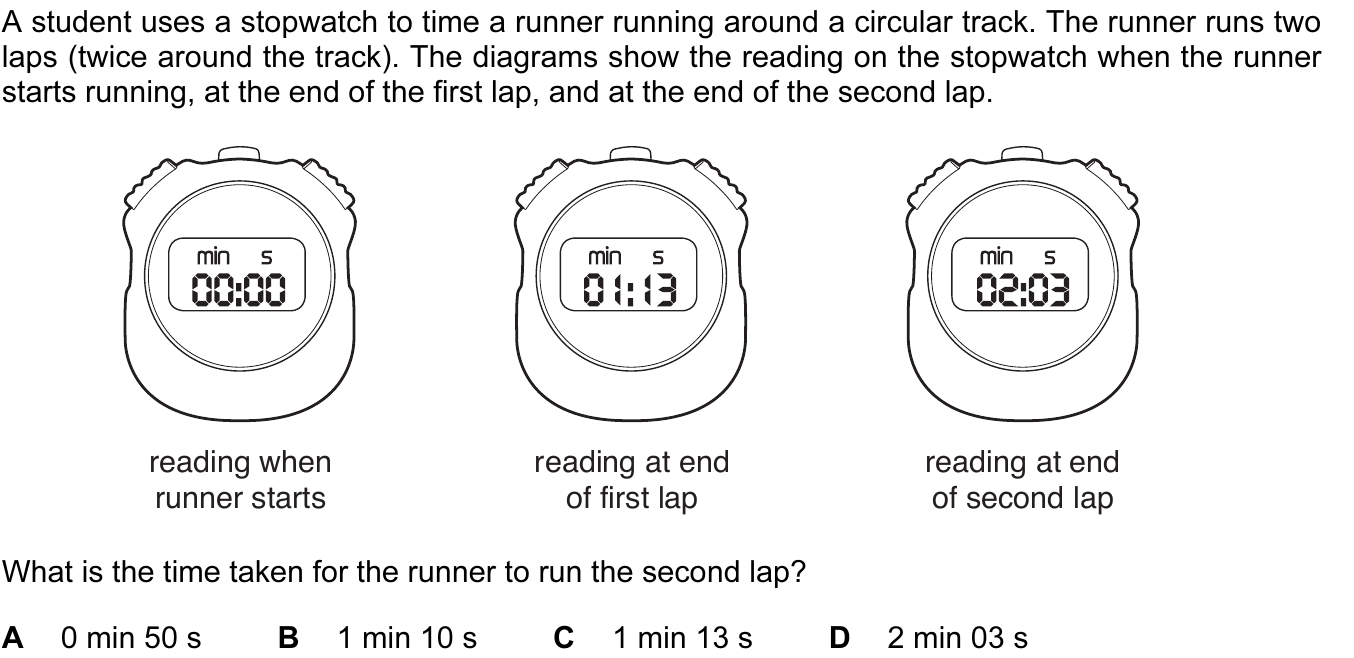 A student uses a stopwatch to time a runner running around a circular track. The runner runs two
laps (twice around the track). The diagrams show the reading on the stopwatch when the runner
starts running, at the end of the first lap, and at the end of the second lap.
min s
00:00
min s
01:13
min s
02:03
reading when
runner starts
reading at end
of first lap
reading at end
of second lap
What is the time taken for the runner to run the second lap?
A 0 min 50 s B 1 min 10 s C 1 min 13 s D 2 min 03 s